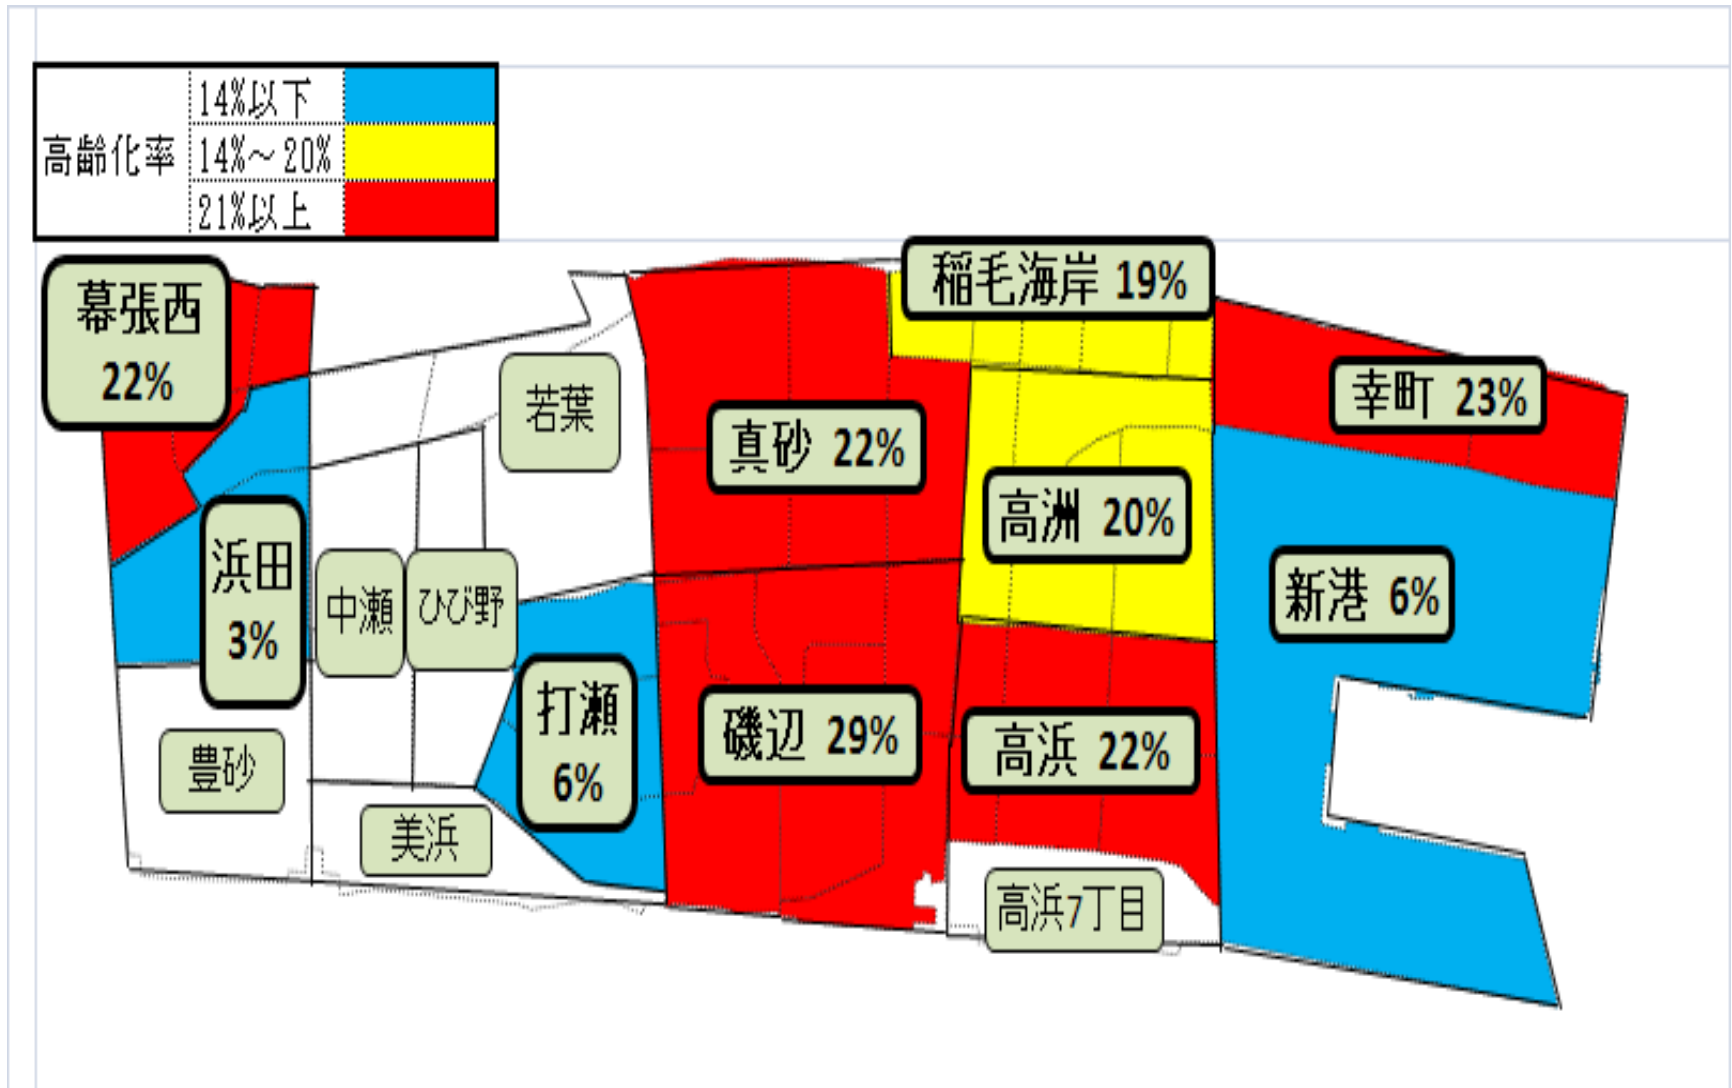 高齢化率
14%以下
14%～20%
21%以上
幕張西
22%
稲毛海岸 19%
若葉
幸町 23%
真砂 22%
高洲 20%
浜田
3%
中瀬
ひび野
新港 6%
打瀬
6%
磯辺 29%
高浜 22%
豊砂
美浜
高浜7丁目